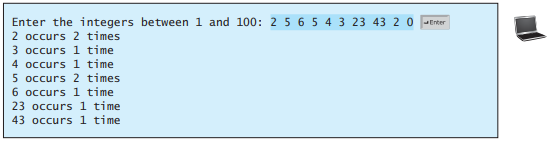 Enter the integers between 1 and 100: 2 5 6 5 4 3 23 43 2 0 ↵Enter
2 occurs 2 times
3 occurs 1 time
4 occurs 1 time
5 occurs 2 times
6 occurs 1 time
23 occurs 1 time
43 occurs 1 time